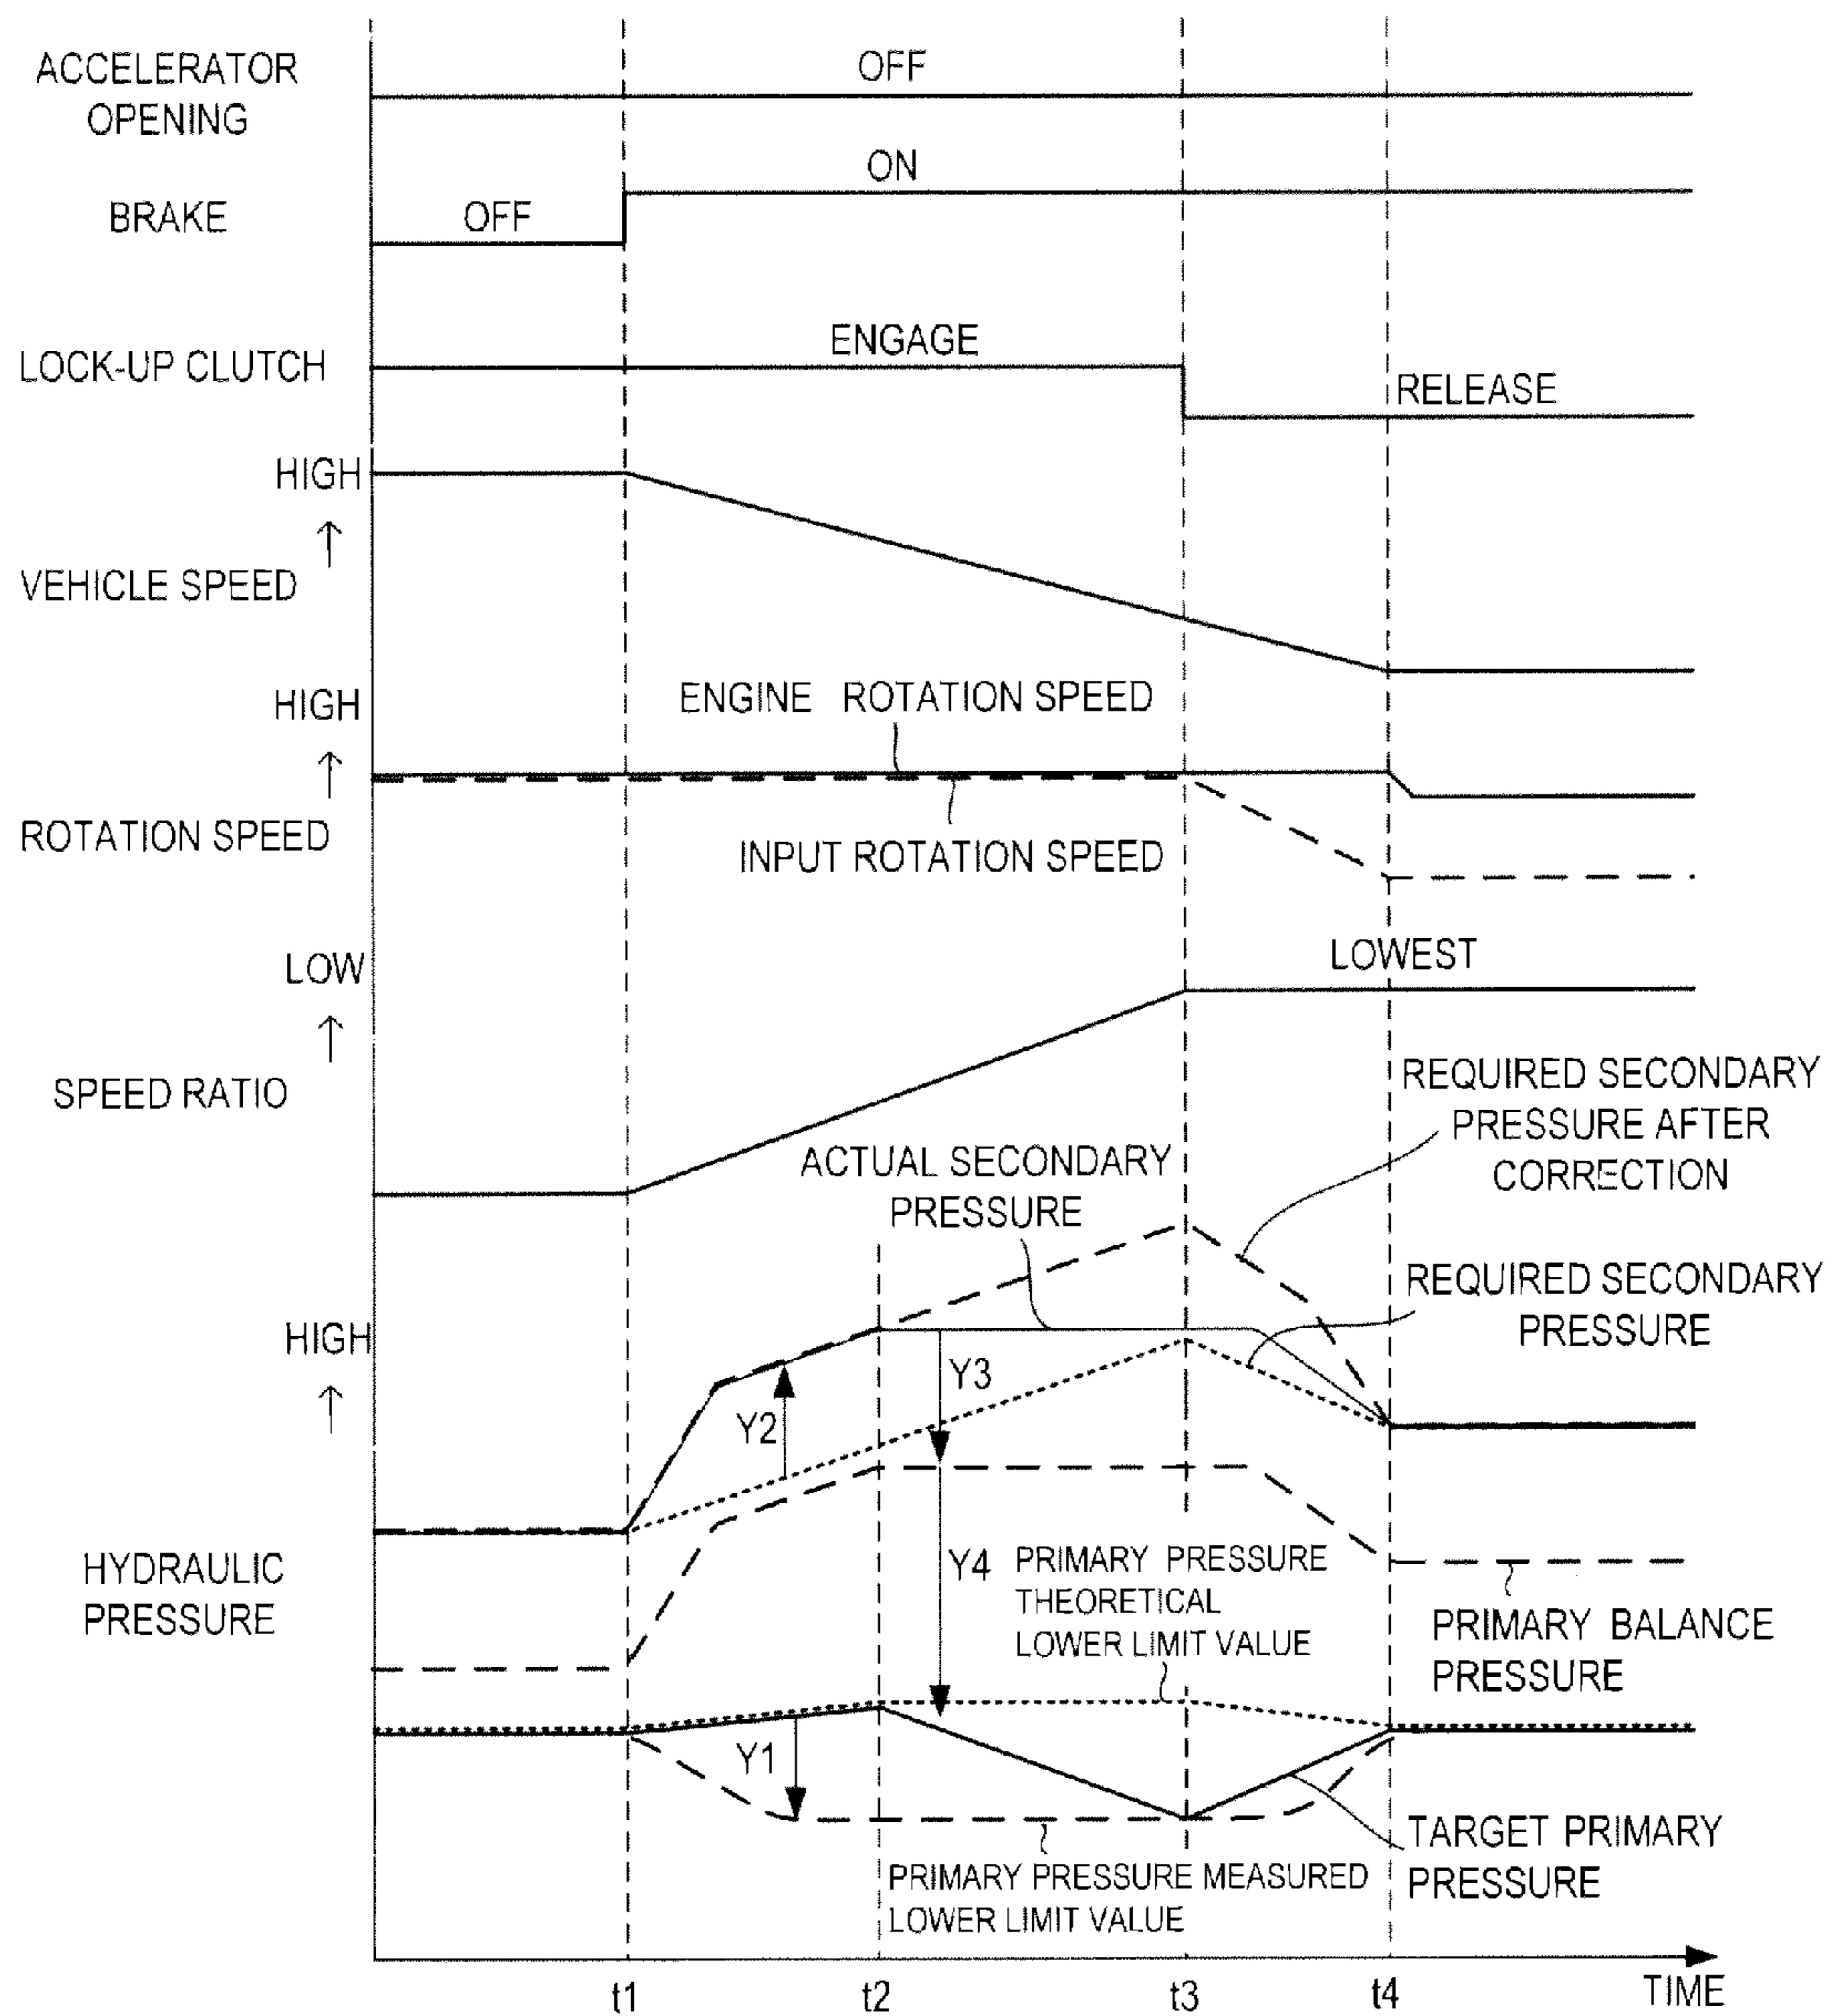 ACCELERATOR
OPENING
OFF
BRAKE
OFF
ON
LOCK-UP CLUTCH
ENGAGE
RELEASE
HIGH
↑
VEHICLE SPEED
HIGH
↑
ROTATION SPEED
ENGINE ROTATION SPEED
INPUT ROTATION SPEED
LOW
↑
SPEED RATIO
LOWEST
REQUIRED SECONDARY
PRESSURE AFTER
CORRECTION
ACTUAL SECONDARY
PRESSURE
REQUIRED SECONDARY
PRESSURE
HIGH
↑
HYDRAULIC
PRESSURE
Y2
Y3
Y4
PRIMARY PRESSURE
THEORETICAL
LOWER LIMIT VALUE
PRIMARY BALANCE
PRESSURE
Y1
TARGET PRIMARY
PRESSURE
PRIMARY PRESSURE MEASURED
LOWER LIMIT VALUE
t1
t2
t3
t4
TIME